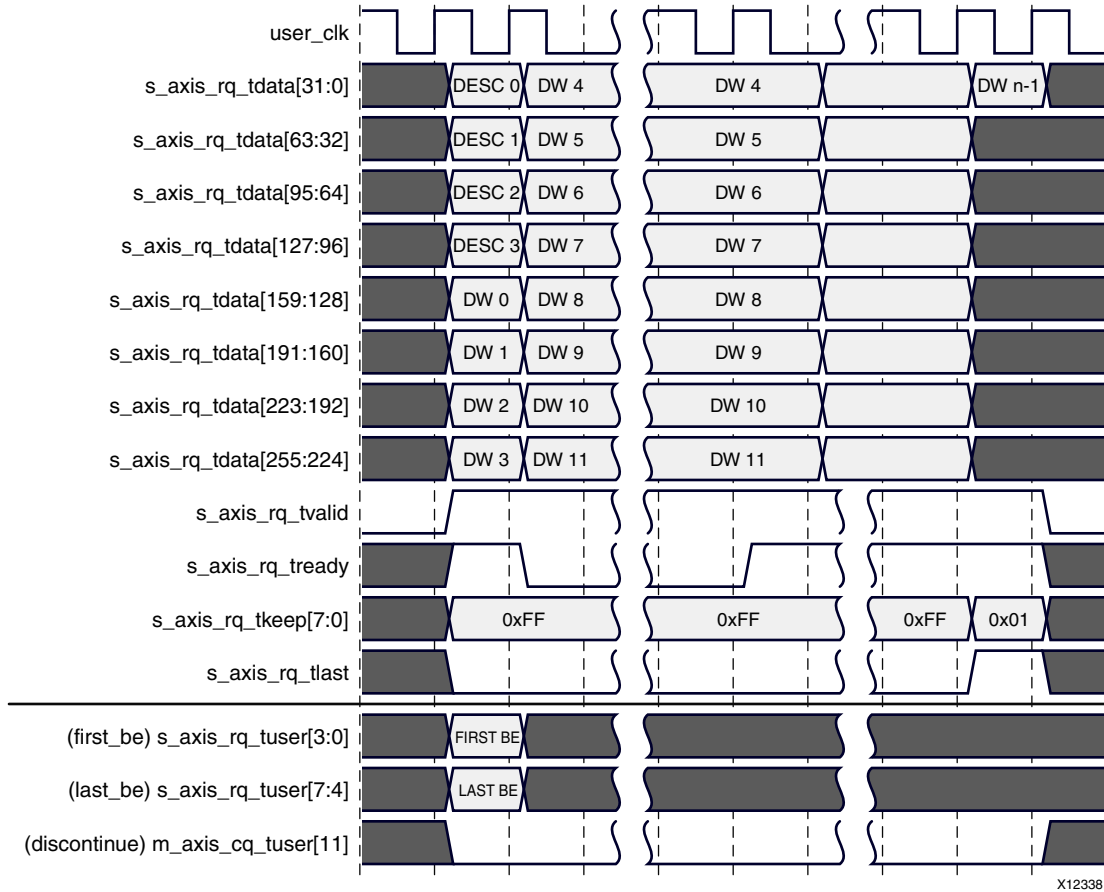 user_clk
s_axis_rq_tdata[31:0] DESC 0 DW 4 DW 4 DW n-1
s_axis_rq_tdata[63:32] DESC 1 DW 5 DW 5
s_axis_rq_tdata[95:64] DESC 2 DW 6 DW 6
s_axis_rq_tdata[127:96] DESC 3 DW 7 DW 7
s_axis_rq_tdata[159:128] DW 0 DW 8 DW 8
s_axis_rq_tdata[191:160] DW 1 DW 9 DW 9
s_axis_rq_tdata[223:192] DW 2 DW 10 DW 10
s_axis_rq_tdata[255:224] DW 3 DW 11 DW 11
s_axis_rq_tvalid
s_axis_rq_tready
s_axis_rq_tkeep[7:0] 0xFF 0xFF 0xFF 0x01
s_axis_rq_tlast
(first_be) s_axis_rq_tuser[3:0] FIRST BE
(last_be) s_axis_rq_tuser[7:4] LAST BE
(discontinue) m_axis_cq_tuser[11]
X12338